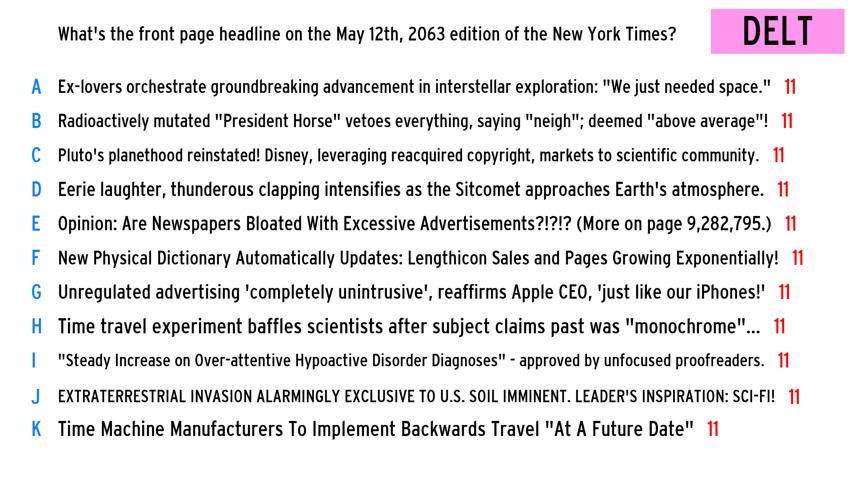 What's the front page headline on the May 12th, 2063 edition of the New York Times? DELT
A Ex-lovers orchestrate groundbreaking advancement in interstellar exploration: "We just needed space." 11
B Radioactively mutated "President Horse" vetoes everything, saying "neigh"; deemed "above average"! 11
C Pluto's planethood reinstated! Disney, leveraging reacquired copyright, markets to scientific community. 11
D Eerie laughter, thunderous clapping intensifies as the Sitcomet approaches Earth's atmosphere. 11
E Opinion: Are Newspapers Bloated With Excessive Advertisements?!?!? (More on page 9,282,795.) 11
F New Physical Dictionary Automatically Updates: Lengthicon Sales and Pages Growing Exponentially! 11
G Unregulated advertising 'completely unintrusive', reaffirms Apple CEO, 'just like our iPhones!' 11
H Time travel experiment baffles scientists after subject claims past was "monochrome"... 11
I "Steady Increase on Over-attentive Hypoactive Disorder Diagnoses" - approved by unfocused proofreaders. 11
J EXTRATERRESTRIAL INVASION ALARMINGLY EXCLUSIVE TO U.S. SOIL IMMINENT. LEADER'S INSPIRATION: SCI-FI! 11
K Time Machine Manufacturers To Implement Backwards Travel "At A Future Date" 11